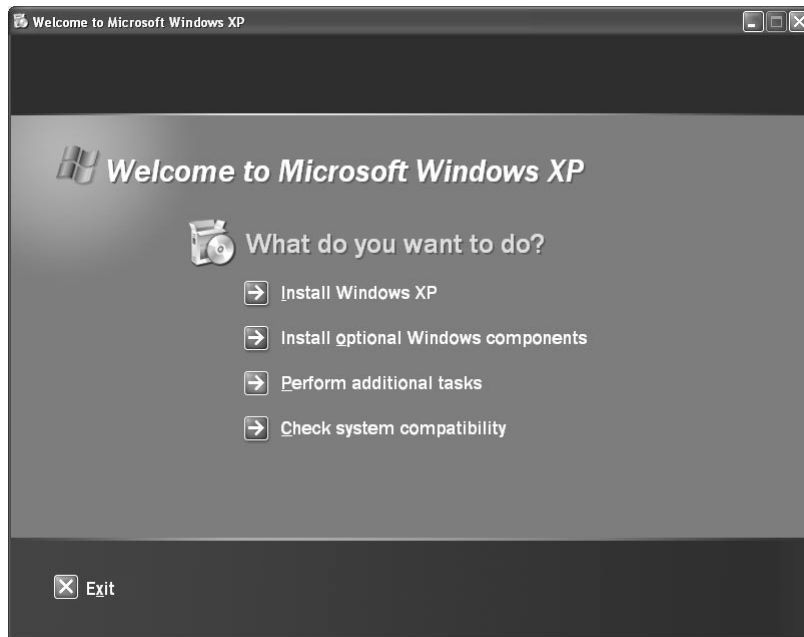 Welcome to Microsoft Windows XP
Welcome to Microsoft Windows XP
What do you want to do?
Install Windows XP
Install optional Windows components
Perform additional tasks
Check system compatibility
Exit